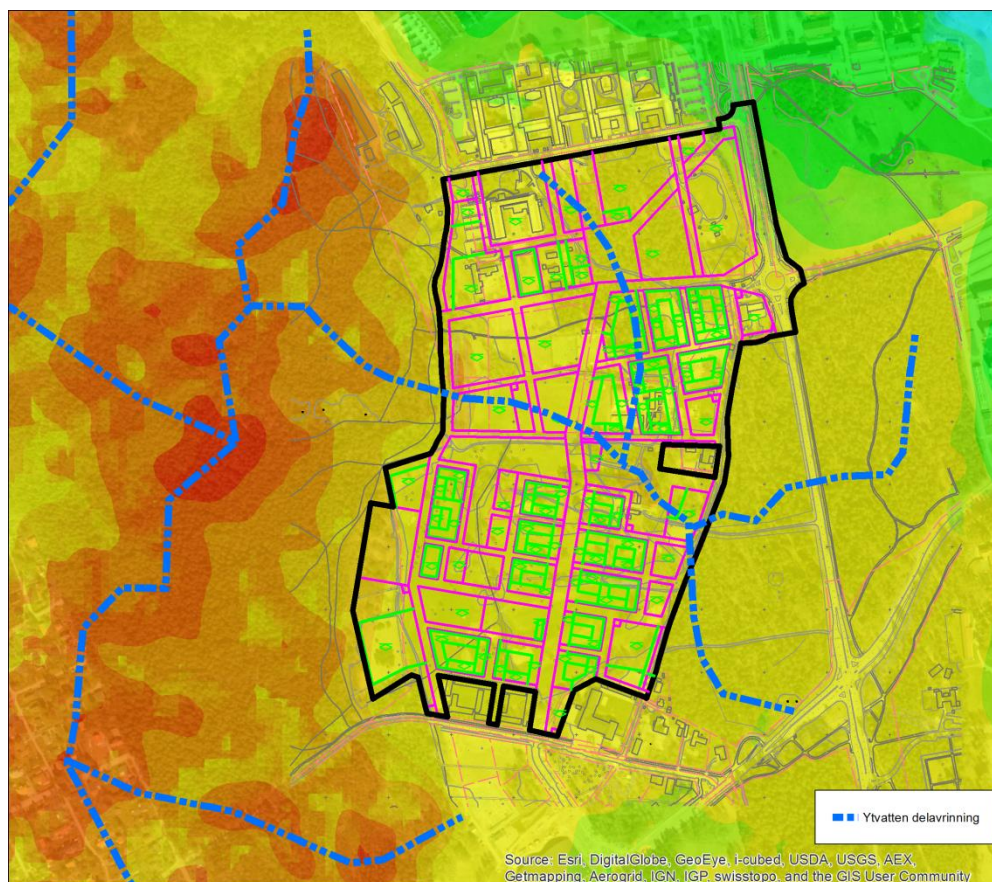 Ytvatten delavrinning
Source: Esri, DigitalGlobe, GeoEye, i-cubed, USDA, USGS, AEX,
Getmapping, Aerogrid, IGN, IGP, swisstopo, and the GIS User Community